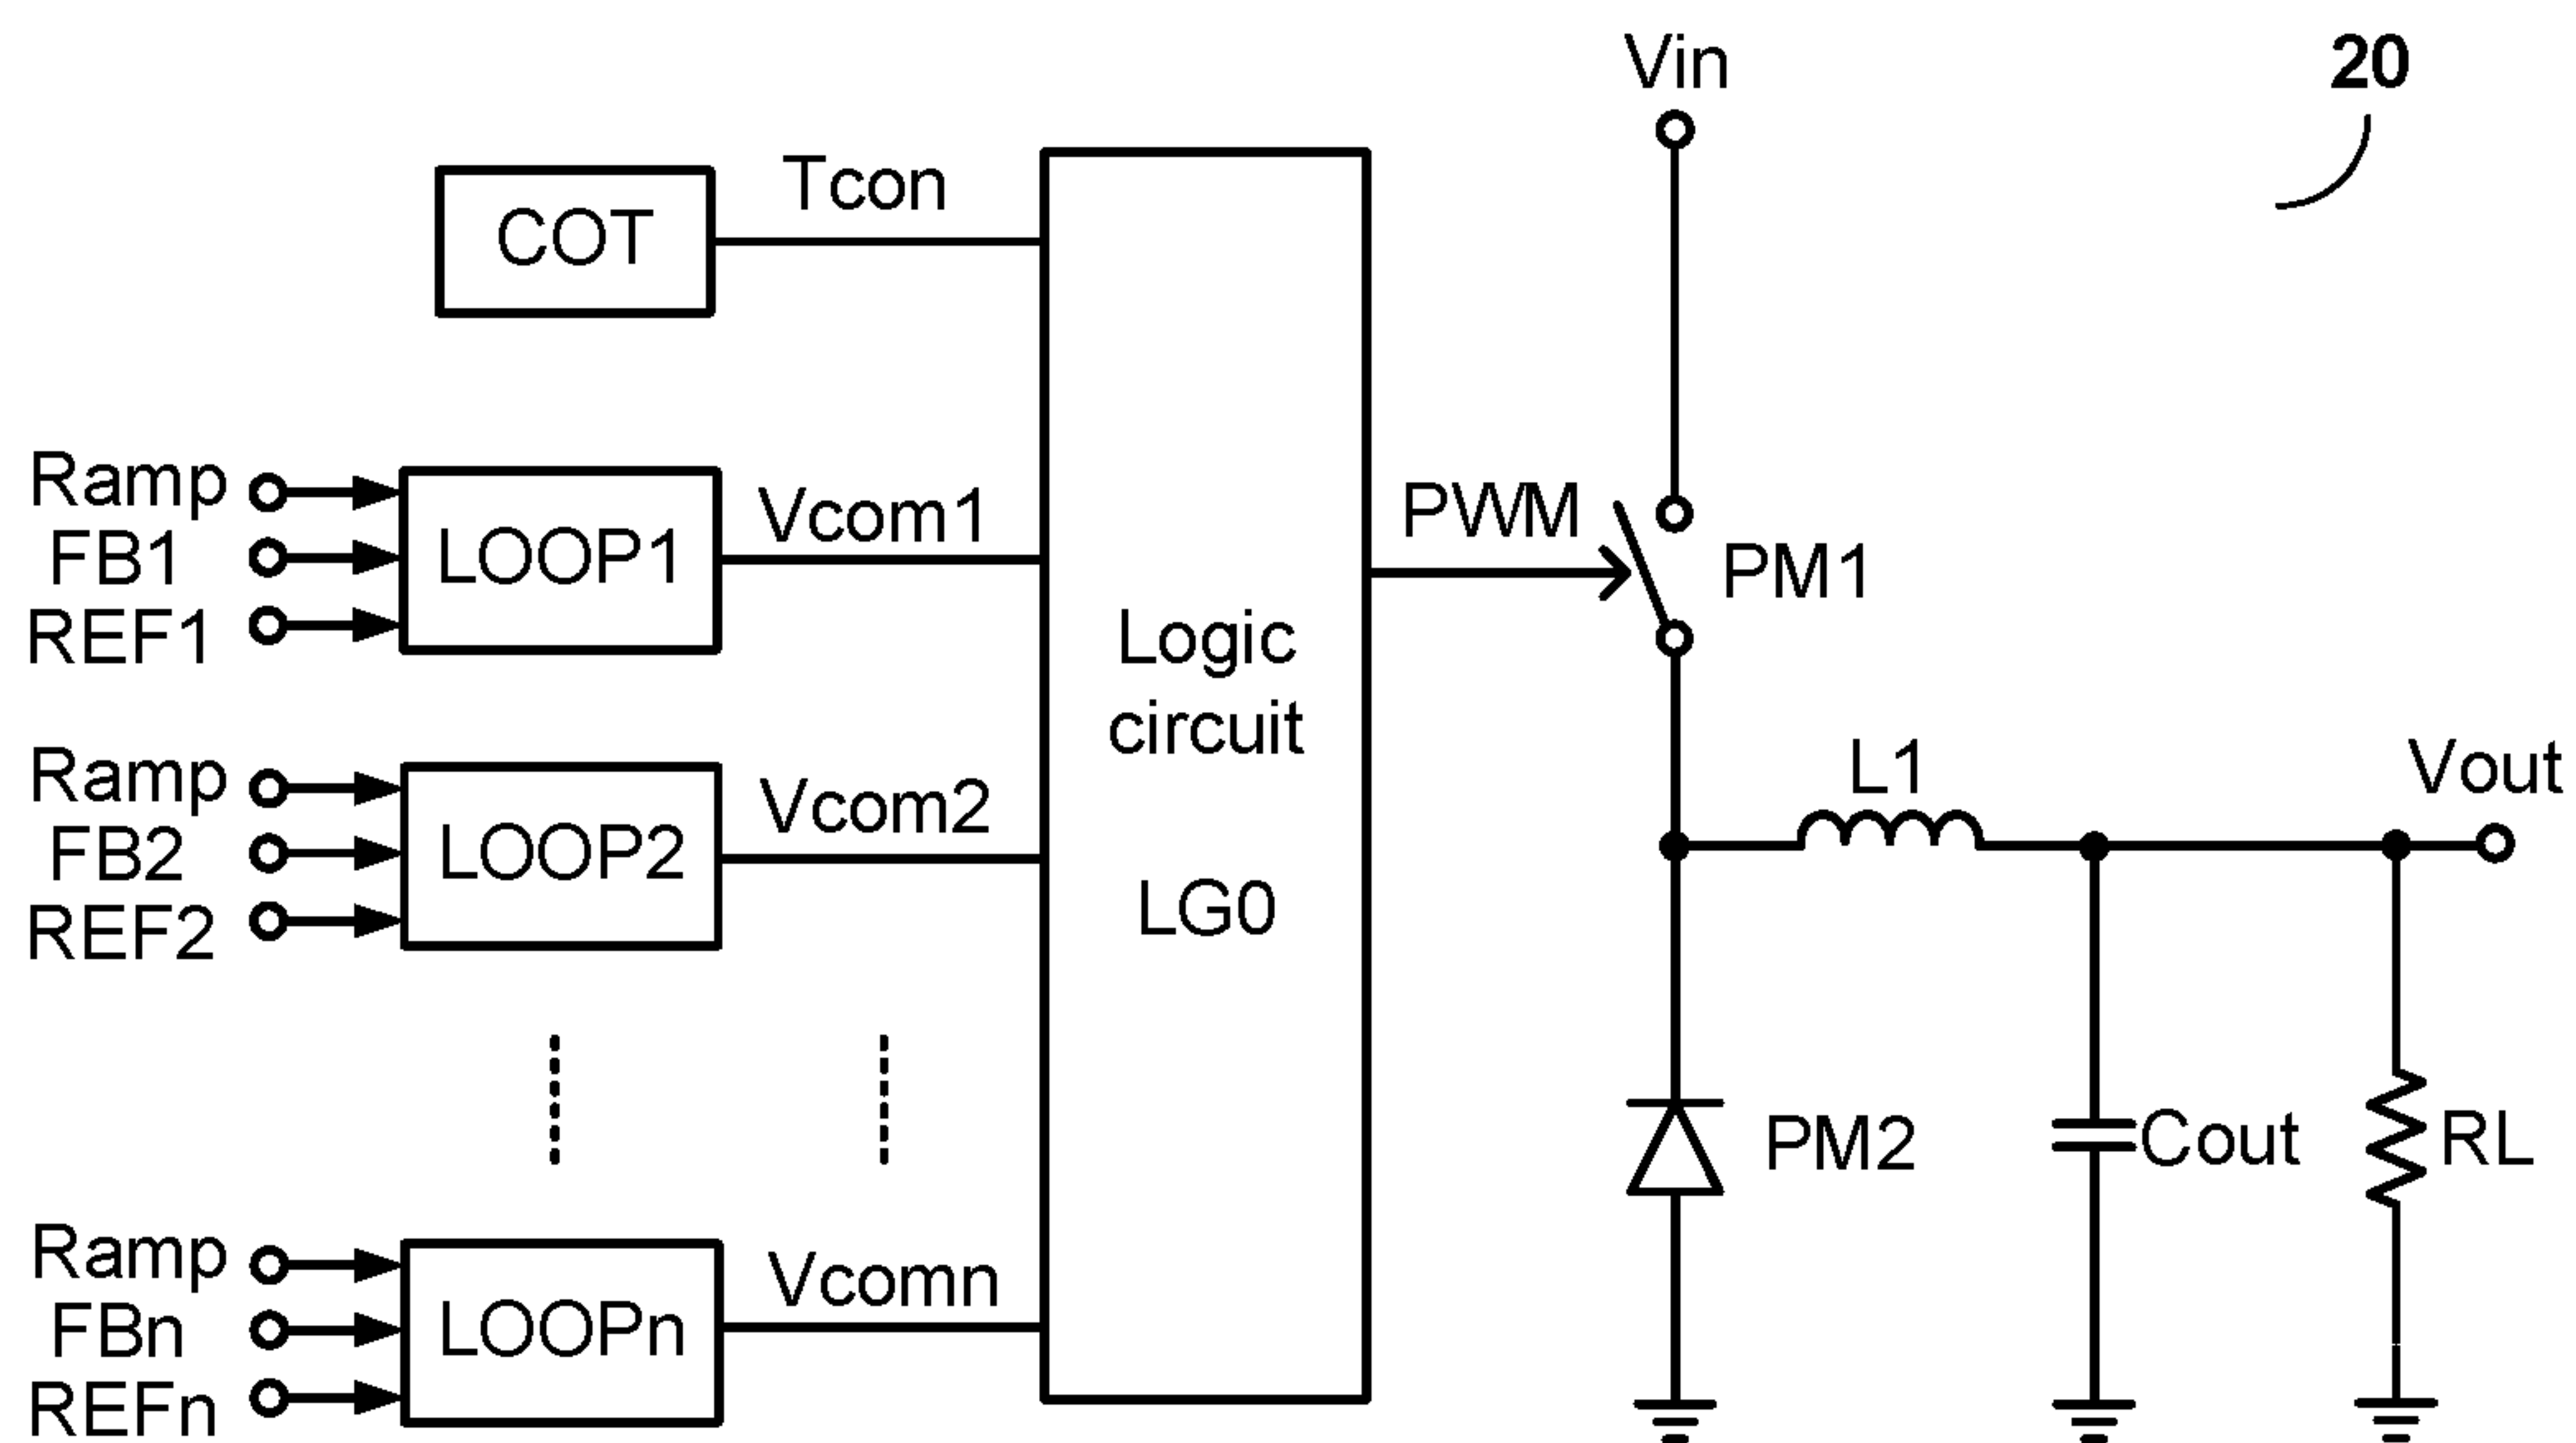 Vin
20
COT
Tcon
Ramp
FB1
REF1
LOOP1
Vcom1
Ramp
FB2
REF2
LOOP2
Vcom2
Ramp
FBn
REFn
LOOPn
Vcomn
Logic
circuit
LG0
PWM
PM1
L1
Vout
PM2
Cout
RL